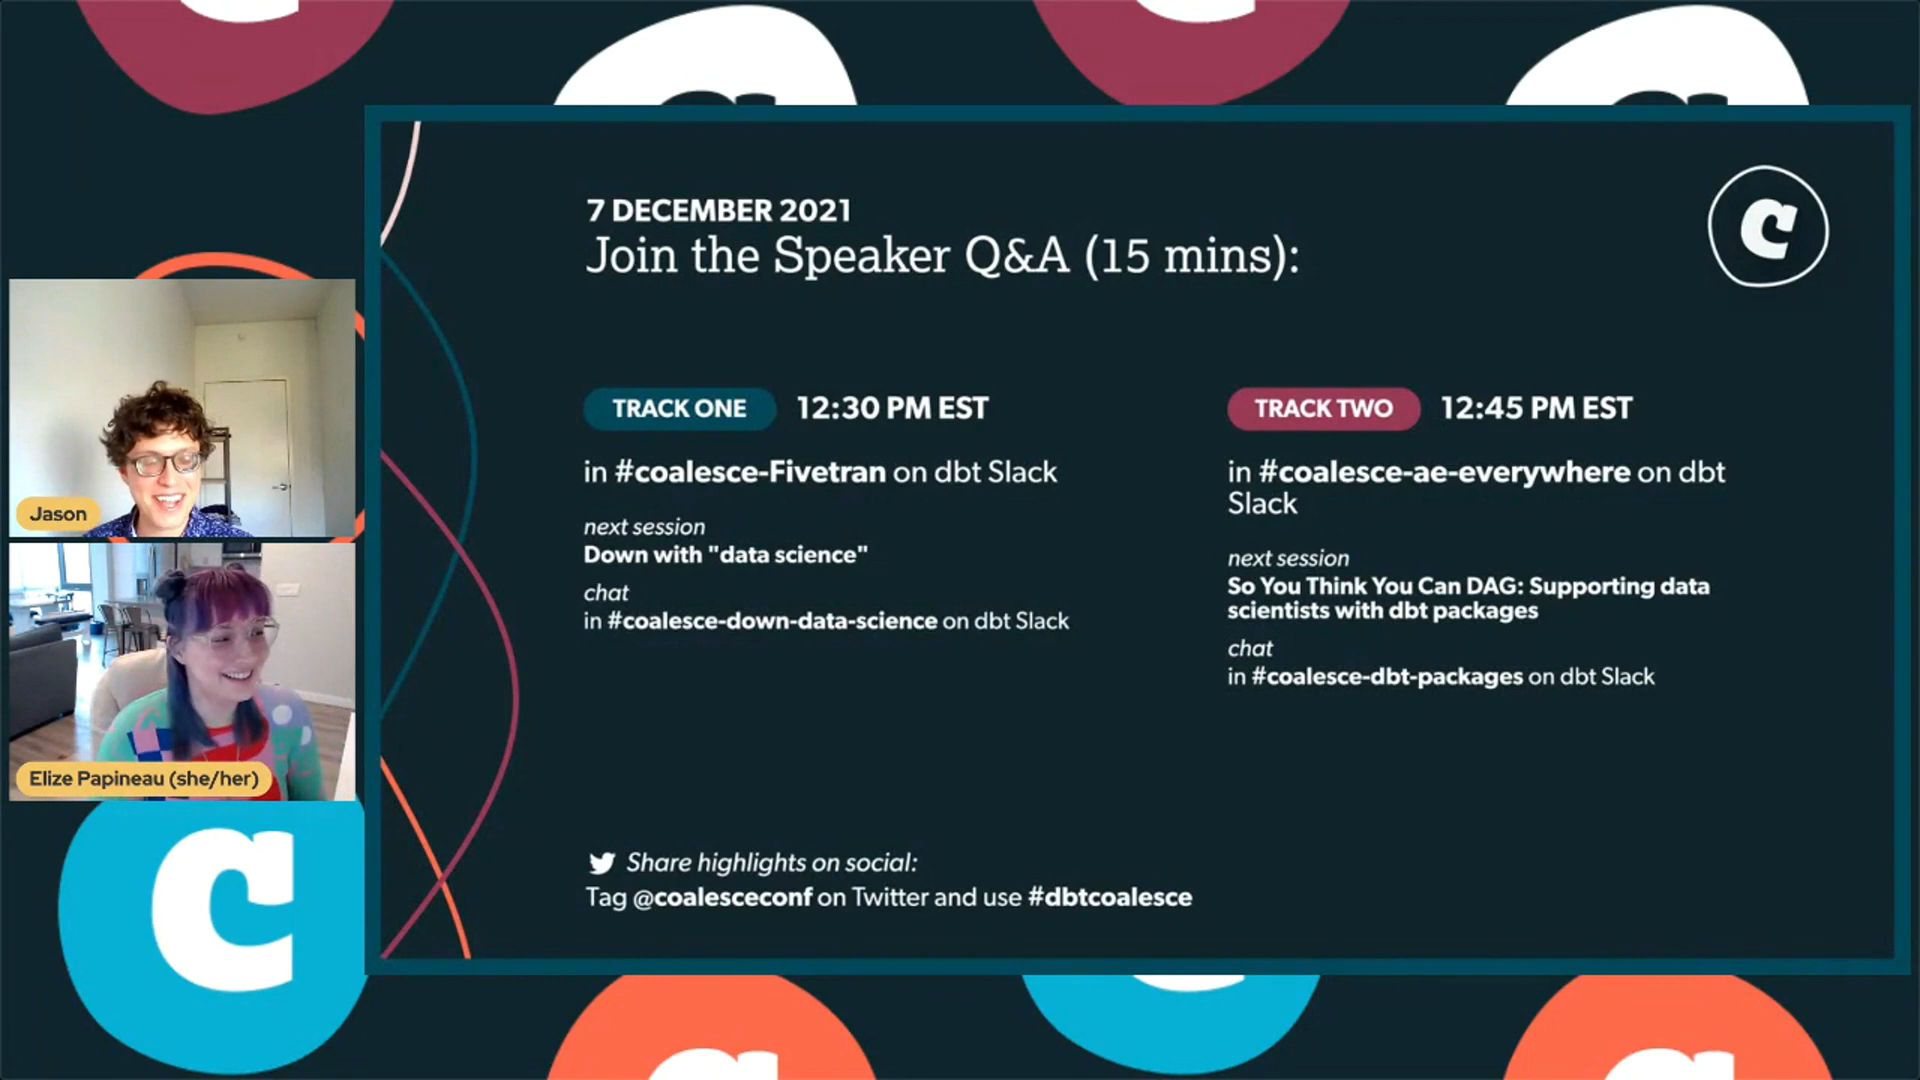 7 DECEMBER 2021
Join the Speaker Q&A (15 mins):
TRACK ONE 12:30 PM EST
in #coalesce-Fivetran on dbt Slack
next session
Down with "data science"
chat
in #coalesce-down-data-science on dbt Slack
TRACK TWO 12:45 PM EST
in #coalesce-ae-everywhere on dbt
Slack
next session
So You Think You Can DAG: Supporting data
scientists with dbt packages
chat
in #coalesce-dbt-packages on dbt Slack
Share highlights on social:
Tag @coalesceconf on Twitter and use #dbtcoalesce
Jason
Elize Papineau (she/her)
C
C